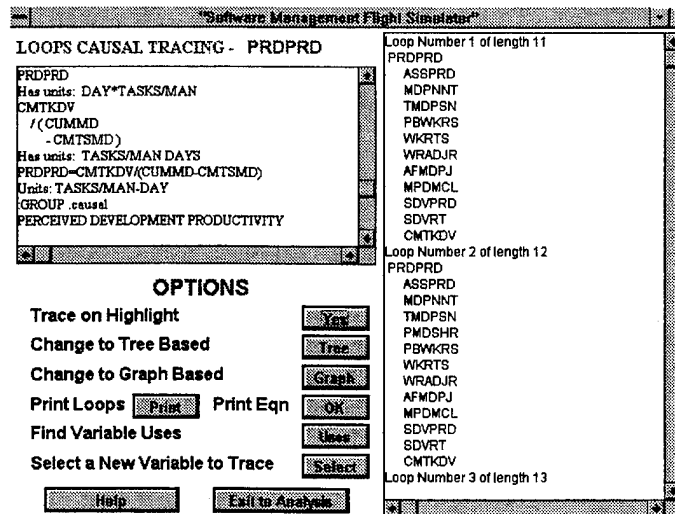 "Software Management Flight Simulator"
LOOPS CAUSAL TRACING - PRDPRD
PRDPRD
Has units: DAY*TASKS/MAN
CMTKDV
/(CUMMD
-CMTSMD)
Has units: TASKS/MAN DAYS
PRDPRD=CMTKDV/(CUMMD-CMTSMD)
Units: TASKS/MAN-DAY
:GROUP .causal
PERCEIVED DEVELOPMENT PRODUCTIVITY
OPTIONS
Trace on Highlight Yes
Change to Tree Based Tree
Change to Graph Based Graph
Print Loops Print Print Eqn OK
Find Variable Uses Uses
Select a New Variable to Trace Select
Help Exit to Analysis
Loop Number 1 of length 11
PRDPRD
ASSPRD
MDPNNT
TMDPSN
PBWKRS
WKRTS
WRADJR
AFMDPJ
MPDMCL
SDVPRD
SDVRT
CMTKDV
Loop Number 2 of length 12
PRDPRD
ASSPRD
MDPNNT
TMDPSN
PMDSHR
PBWKRS
WKRTS
WRADJR
AFMDPJ
MPDMCL
SDVPRD
SDVRT
CMTKDV
Loop Number 3 of length 13